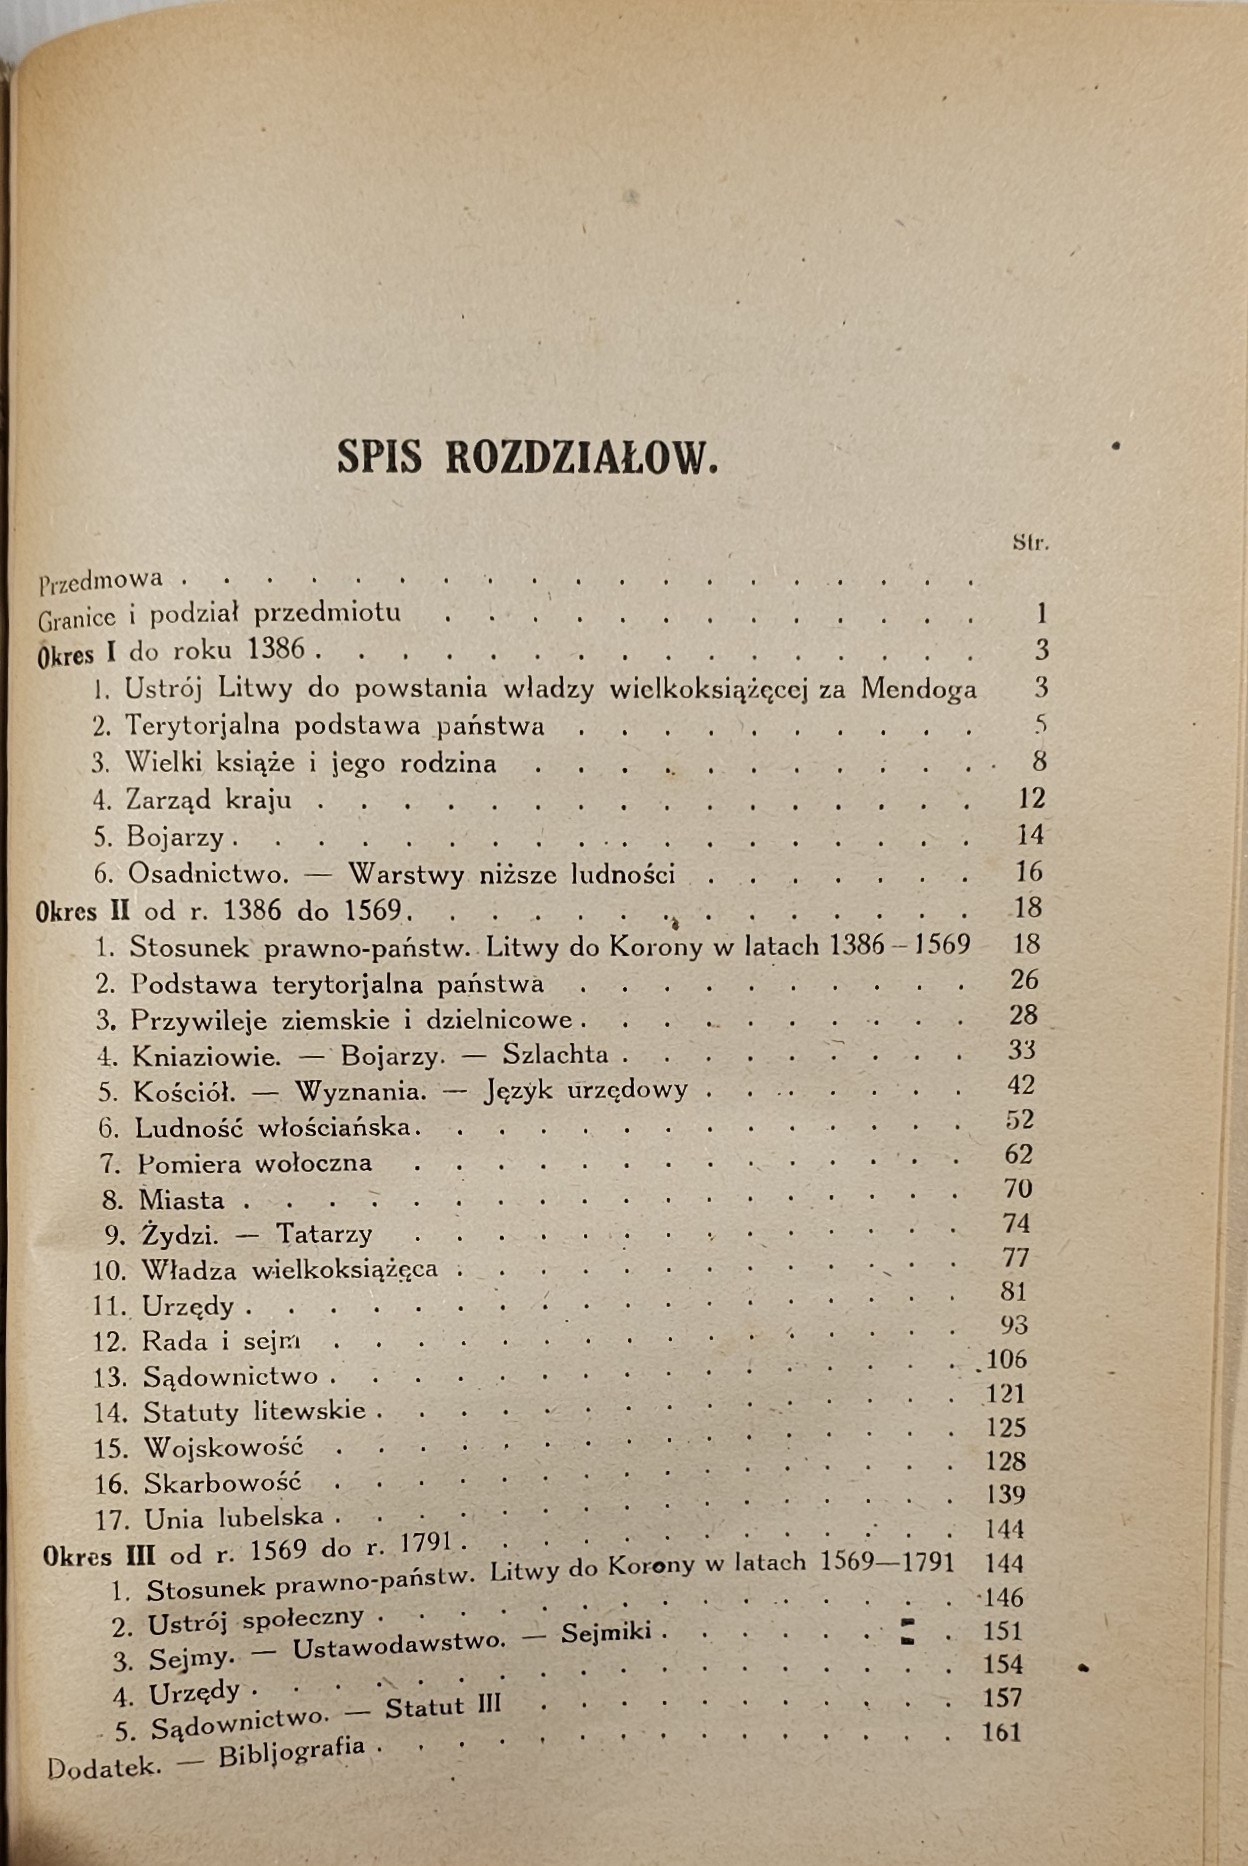 SPIS ROZDZIAŁOW.
Str.
Przedmowa . . . . . . . . . . . . . . . . . . .
Granice i podział przedmiotu . . . . . . . . . . . . . 1
Okres I do roku 1386 . . . . . . . . . . . . . . . . 3
1. Ustrój Litwy do powstania władzy wielkoksiążęcej za Mendoga 3
2. Terytorjalna podstawa państwa . . . . . . . . . . 5
3. Wielki książe i jego rodzina . . . . . . . . . . . 8
4. Zarząd kraju . . . . . . . . . . . . . . . . 12
5. Bojarzy . . . . . . . . . . . . . . . . . . 14
6. Osadnictwo. — Warstwy niższe ludności . . . . . . . 16
Okres II od r. 1386 do 1569 . . . . . . . . . . . . . . 18
1. Stosunek prawno-państw. Litwy do Korony w latach 1386 – 1569 18
2. Podstawa terytorjalna państwa . . . . . . . . . . 26
3. Przywileje ziemskie i dzielnicowe . . . . . . . . . . 28
4. Kniaziowie. — Bojarzy. — Szlachta . . . . . . . . . 33
5. Kościół. — Wyznania. — Język urzędowy . . . . . . . 42
6. Ludność włościańska . . . . . . . . . . . . . . 52
7. Pomiera wołoczna . . . . . . . . . . . . . . 62
8. Miasta . . . . . . . . . . . . . . . . . . 70
9. Żydzi. — Tatarzy . . . . . . . . . . . . . . 74
10. Władza wielkoksiążęca . . . . . . . . . . . . . 77
11. Urzędy . . . . . . . . . . . . . . . . . . 81
12. Rada i sejm . . . . . . . . . . . . . . . . 93
13. Sądownictwo . . . . . . . . . . . . . . . . 106
14. Statuty litewskie . . . . . . . . . . . . . . . 121
15. Wojskowość . . . . . . . . . . . . . . . . 125
16. Skarbowość . . . . . . . . . . . . . . . . 128
17. Unia lubelska . . . . . . . . . . . . . . . . 139
Okres III od r. 1569 do r. 1791 . . . . . . . . . . . . 144
1. Stosunek prawno-państw. Litwy do Korony w latach 1569—1791 144
2. Ustrój społeczny . . . . . . . . . . . . . . . 146
3. Sejmy. — Ustawodawstwo. — Sejmiki . . . . . . . . 151
4. Urzędy . . . . . . . . . . . . . . . . . . 154
5. Sądownictwo. — Statut III . . . . . . . . . . . 157
Dodatek. — Bibljografia . . . . . . . . . . . . . . . 161